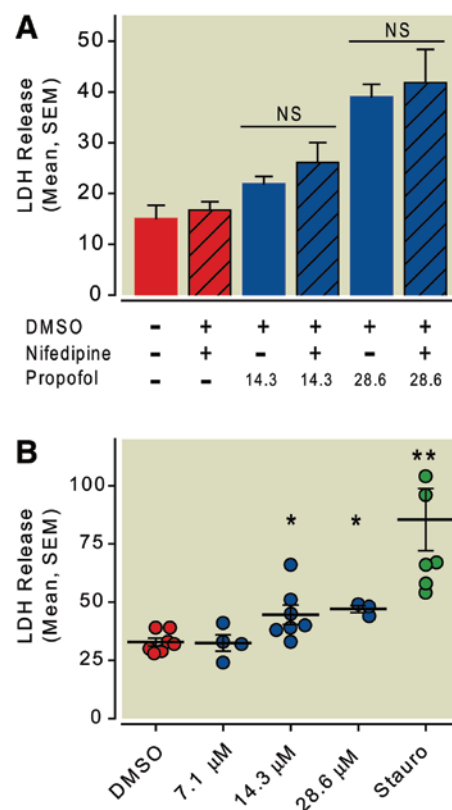 A
LDH Release
(Mean, SEM)
50
40
30
20
10
0
NS
NS
DMSO - + + + + +
Nifedipine - + - + - +
Propofol - - 14.3 14.3 28.6 28.6
B
LDH Release
(Mean, SEM)
100
75
50
25
0
*
*
**
DMSO
7.1 µM
14.3 µM
28.6 µM
Stauro